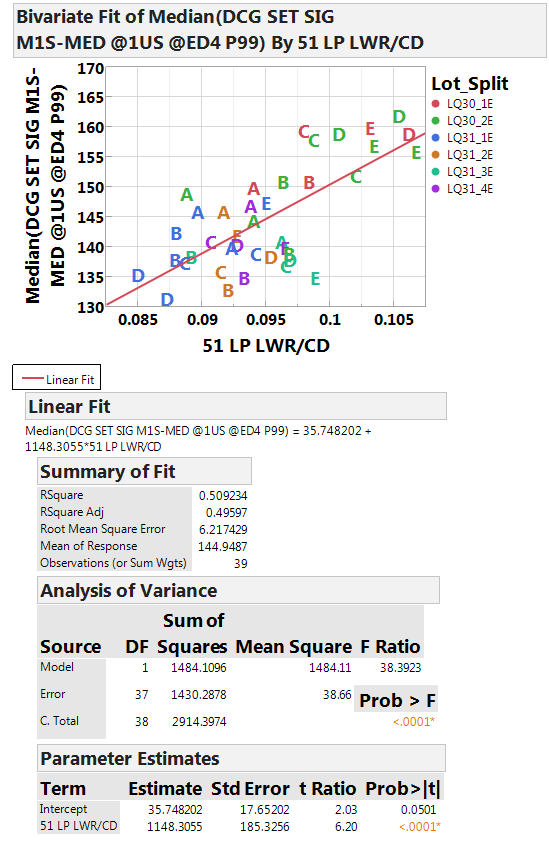 Bivariate Fit of Median(DCG SET SIG
M1S-MED @1US @ED4 P99) By 51 LP LWR/CD
Median(DCG SET SIG M1S-
MED @1US @ED4 P99)
170
165
160
155
150
145
140
135
130
0.085 0.09 0.095 0.1 0.105
51 LP LWR/CD
Lot_Split
LQ30_1E
LQ30_2E
LQ31_1E
LQ31_2E
LQ31_3E
LQ31_4E
Linear Fit
Linear Fit
Median(DCG SET SIG M1S-MED @1US @ED4 P99) = 35.748202 +
1148.3055*51 LP LWR/CD
Summary of Fit
RSquare 0.509234
RSquare Adj 0.49597
Root Mean Square Error 6.217429
Mean of Response 144.9487
Observations (or Sum Wgts) 39
Analysis of Variance
Sum of
Source DF Squares Mean Square F Ratio
Model 1 1484.1096 1484.11 38.3923
Error 37 1430.2878 38.66 Prob > F
C. Total 38 2914.3974 <.0001*
Parameter Estimates
Term Estimate Std Error t Ratio Prob>|t|
Intercept 35.748202 17.65202 2.03 0.0501
51 LP LWR/CD 1148.3055 185.3256 6.20 <.0001*